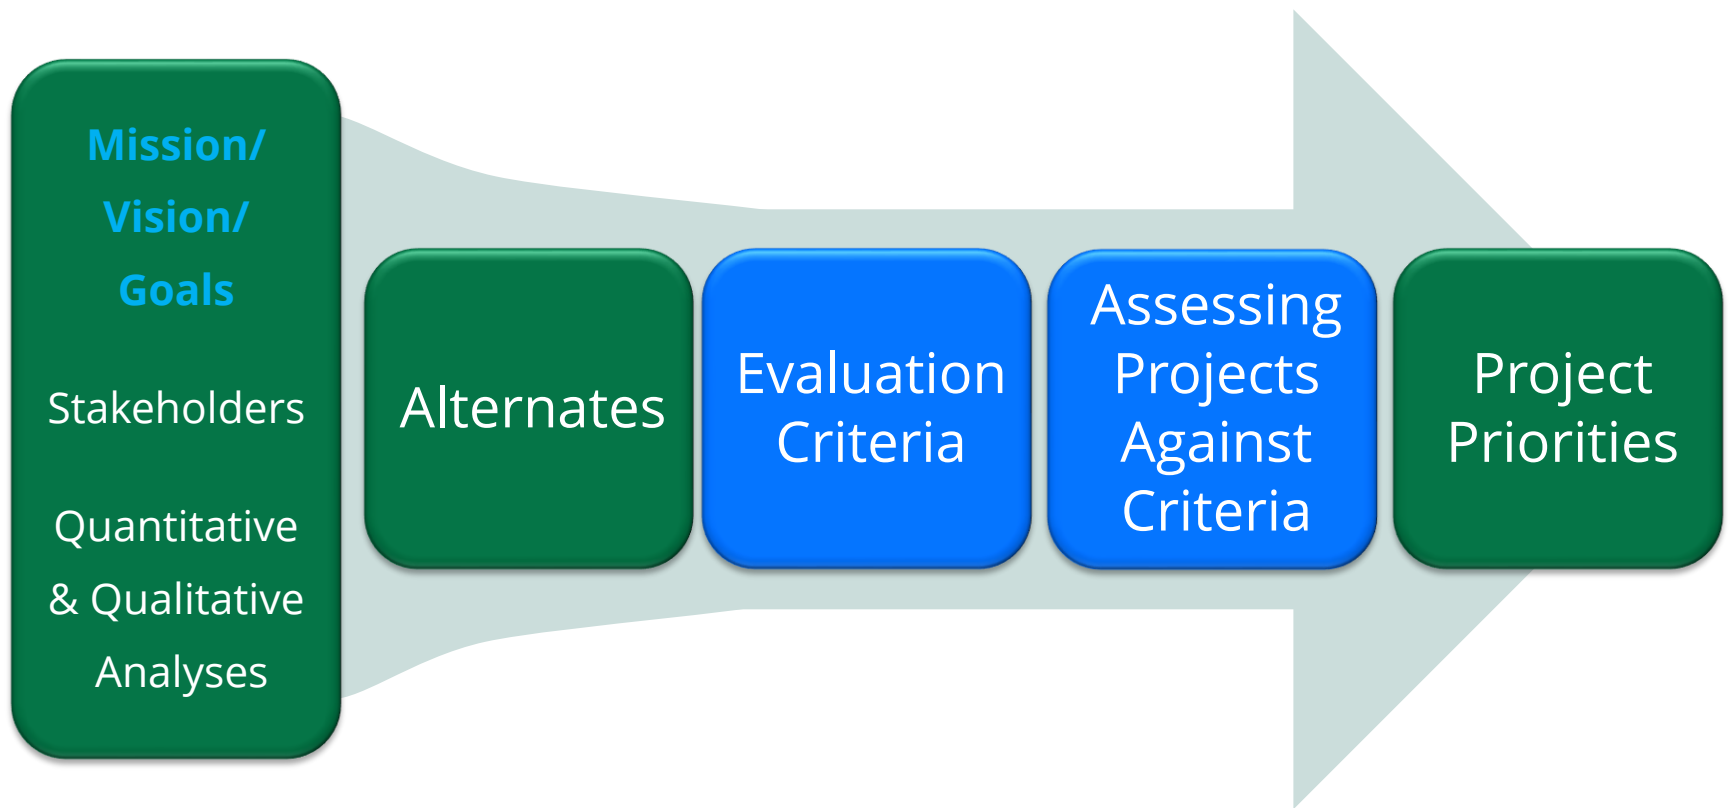 Mission/
Vision/
Goals
Stakeholders
Quantitative
& Qualitative
Analyses
Alternates
Evaluation
Criteria
Assessing
Projects
Against
Criteria
Project
Priorities